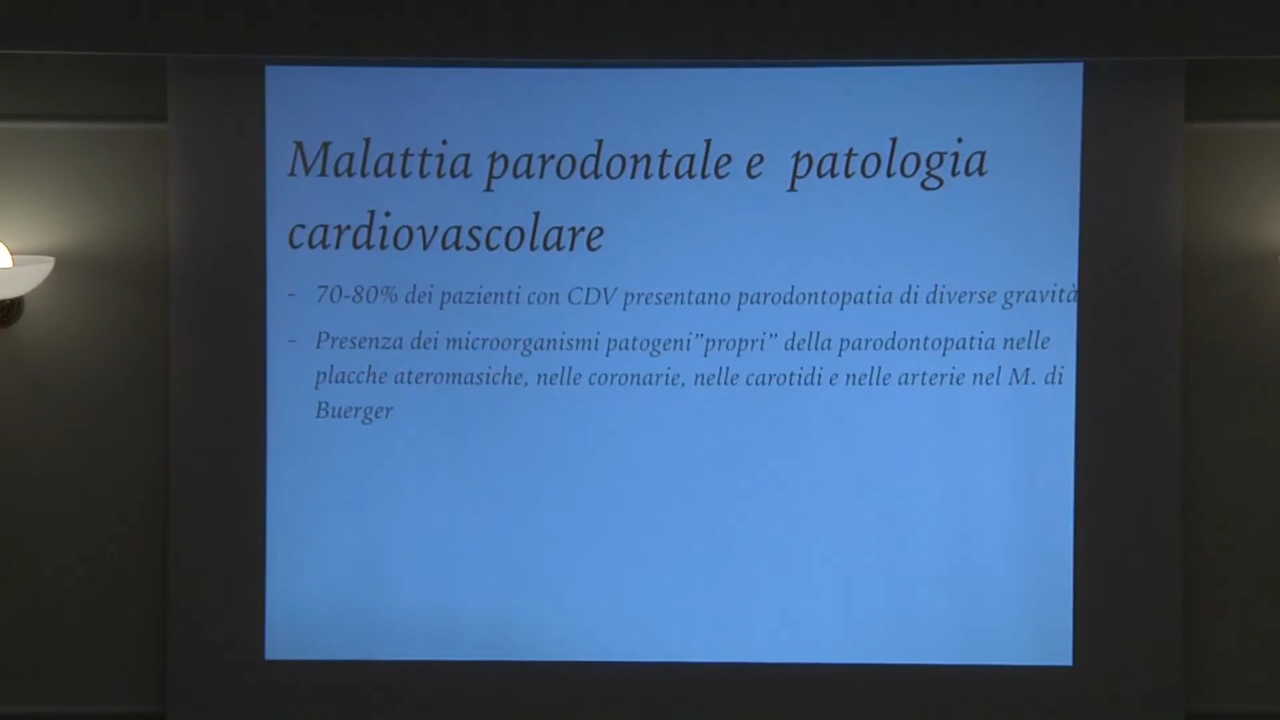 Malattia parodontale e patologia
cardiovascolare
- 70-80% dei pazienti con CDV presentano parodontopatia di diverse gravità
- Presenza dei microorganismi patogeni”propri” della parodontopatia nelle
placche ateromasiche, nelle coronarie, nelle carotidi e nelle arterie nel M. di
Buerger